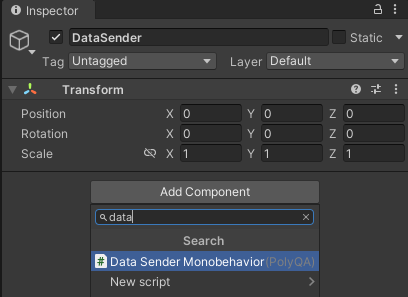 Inspector
DataSender Static
Tag Untagged Layer Default
Transform
Position X 0 Y 0 Z 0
Rotation X 0 Y 0 Z 0
Scale X 1 Y 1 Z 1
Add Component
data
Search
Data Sender Monobehavior (PolyQA)
New script